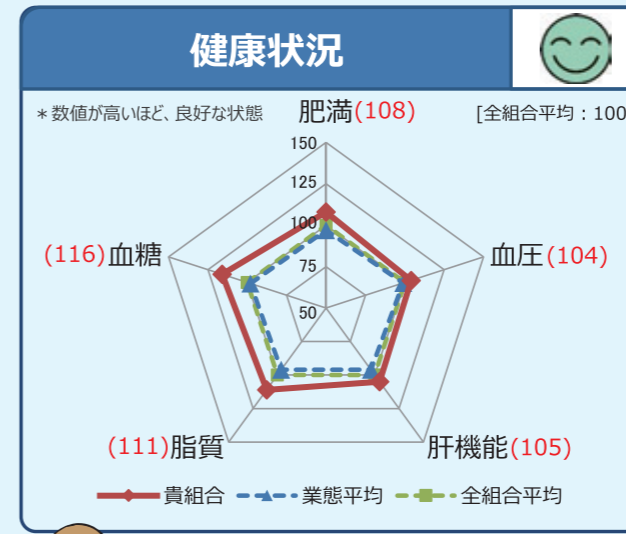 健康状況
*数値が高いほど、良好な状態
肥満(108)
[全組合平均：100
150
125
100
75
50
(116)血糖
血圧(104)
(111)脂質
肝機能(105)
貴組合
業態平均
全組合平均